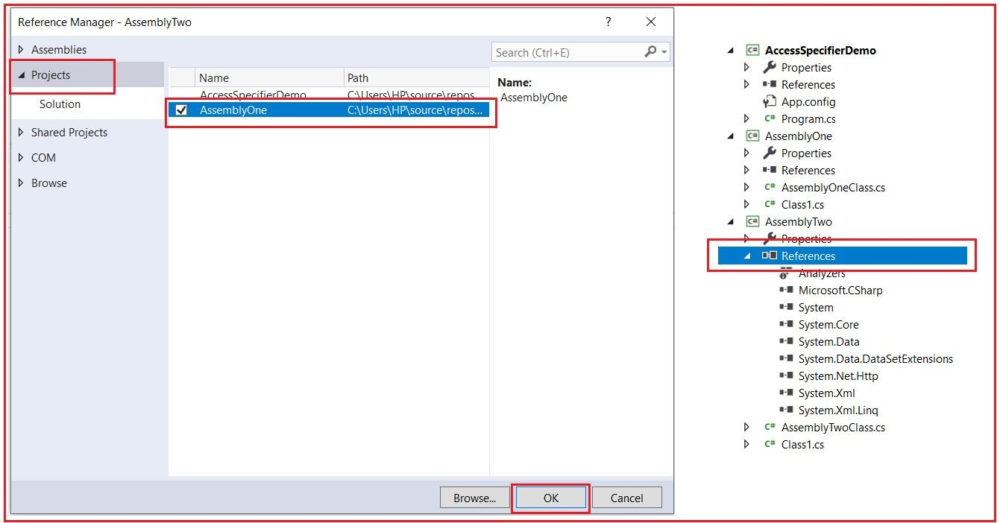 Reference Manager - AssemblyTwo
?
Assemblies
Projects
Solution
Shared Projects
COM
Browse
Search (Ctrl+E)
Name Path
AccessSpecifierDemo C:\Users\HP\source\repos
AssemblyOne C:\Users\HP\source\repos...
Name:
AssemblyOne
Browse... OK Cancel
C# AccessSpecifierDemo
Properties
References
App.config
C# Program.cs
C# AssemblyOne
Properties
References
C# AssemblyOneClass.cs
C# Class1.cs
C# AssemblyTwo
Properties
References
Analyzers
Microsoft.CSharp
System
System.Core
System.Data
System.Data.DataSetExtensions
System.Net.Http
System.Xml
System.Xml.Linq
C# AssemblyTwoClass.cs
C# Class1.cs